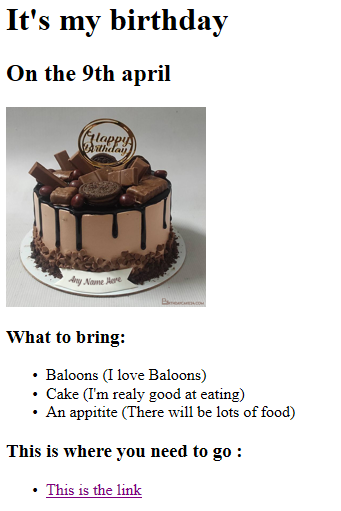 It's my birthday
On the 9th april
Happy
Birthday
Any Name Here
What to bring:
Baloons (I love Baloons)
Cake (I'm realy good at eating)
An appitite (There will be lots of food)
This is where you need to go :
This is the link